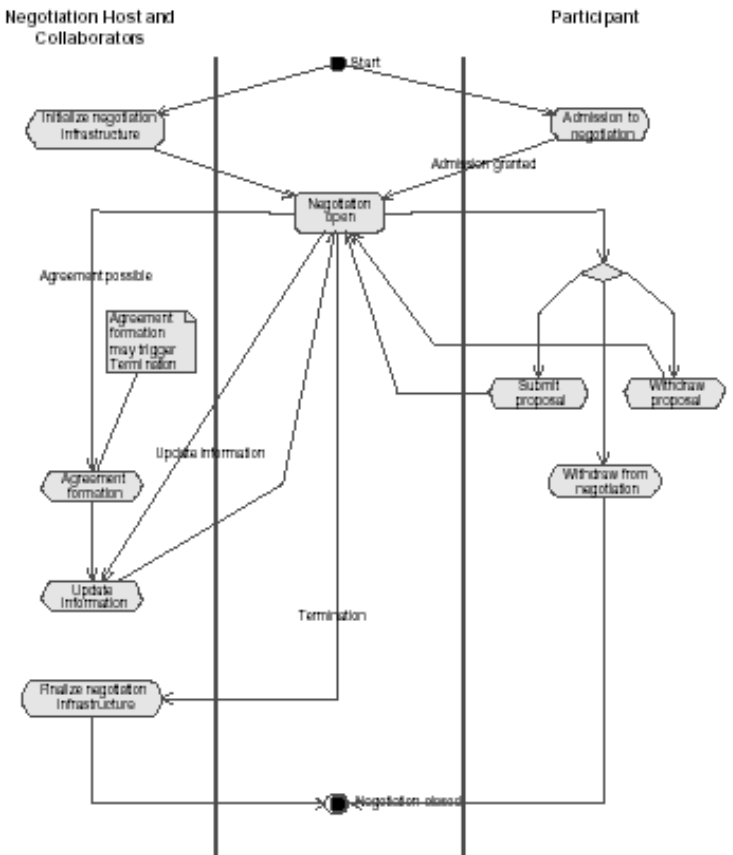 Negotiation Host and
Collaborators
Participant
Start
Initialize negotiation
Infrastructure
Admission to
negotiation
Admission granted
Negotiation
open
Agreement possible
Agreement
formation
may trigger
Termination
Submit
proposal
Withdraw
proposal
Update Information
Agreement
formation
Withdraw from
negotiation
Update
Information
Termination
Finalize negotiation
Infrastructure
Negotiation closed